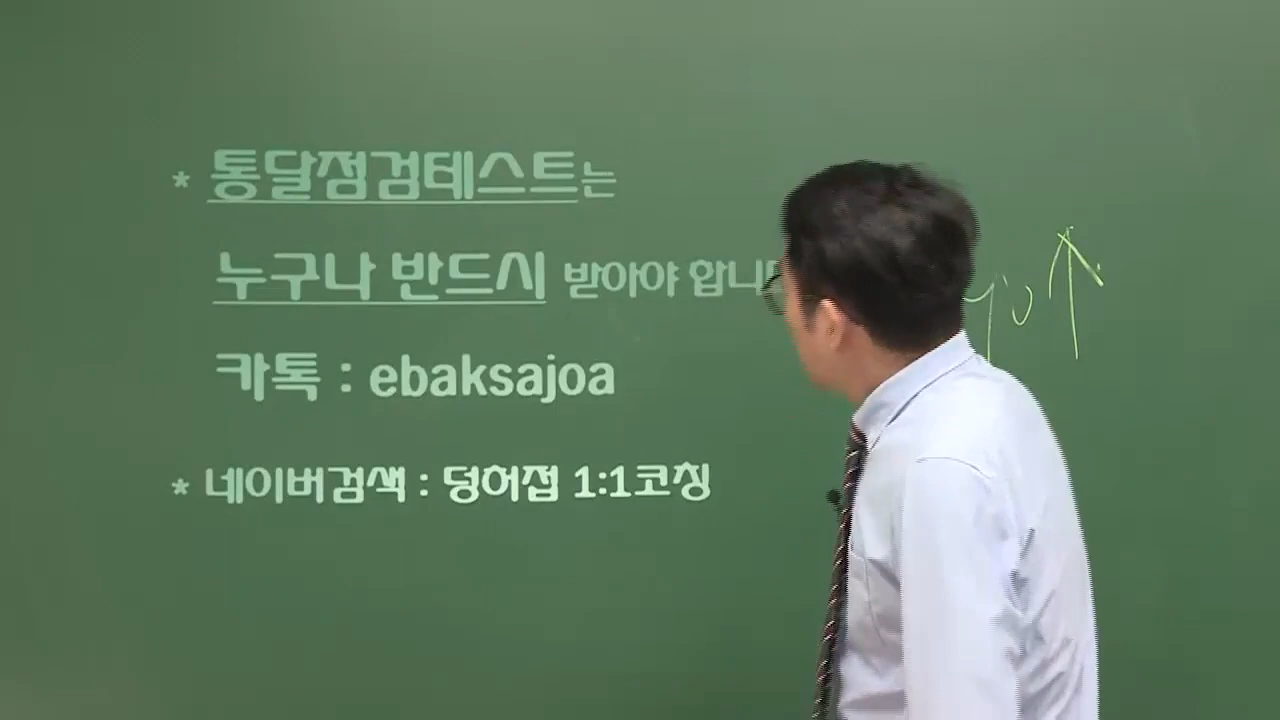 * 통달점검테스트는
누구나 반드시 받아야 합니
카톡 : ebaksajoa
* 네이버검색 : 덩허접 1:1코칭